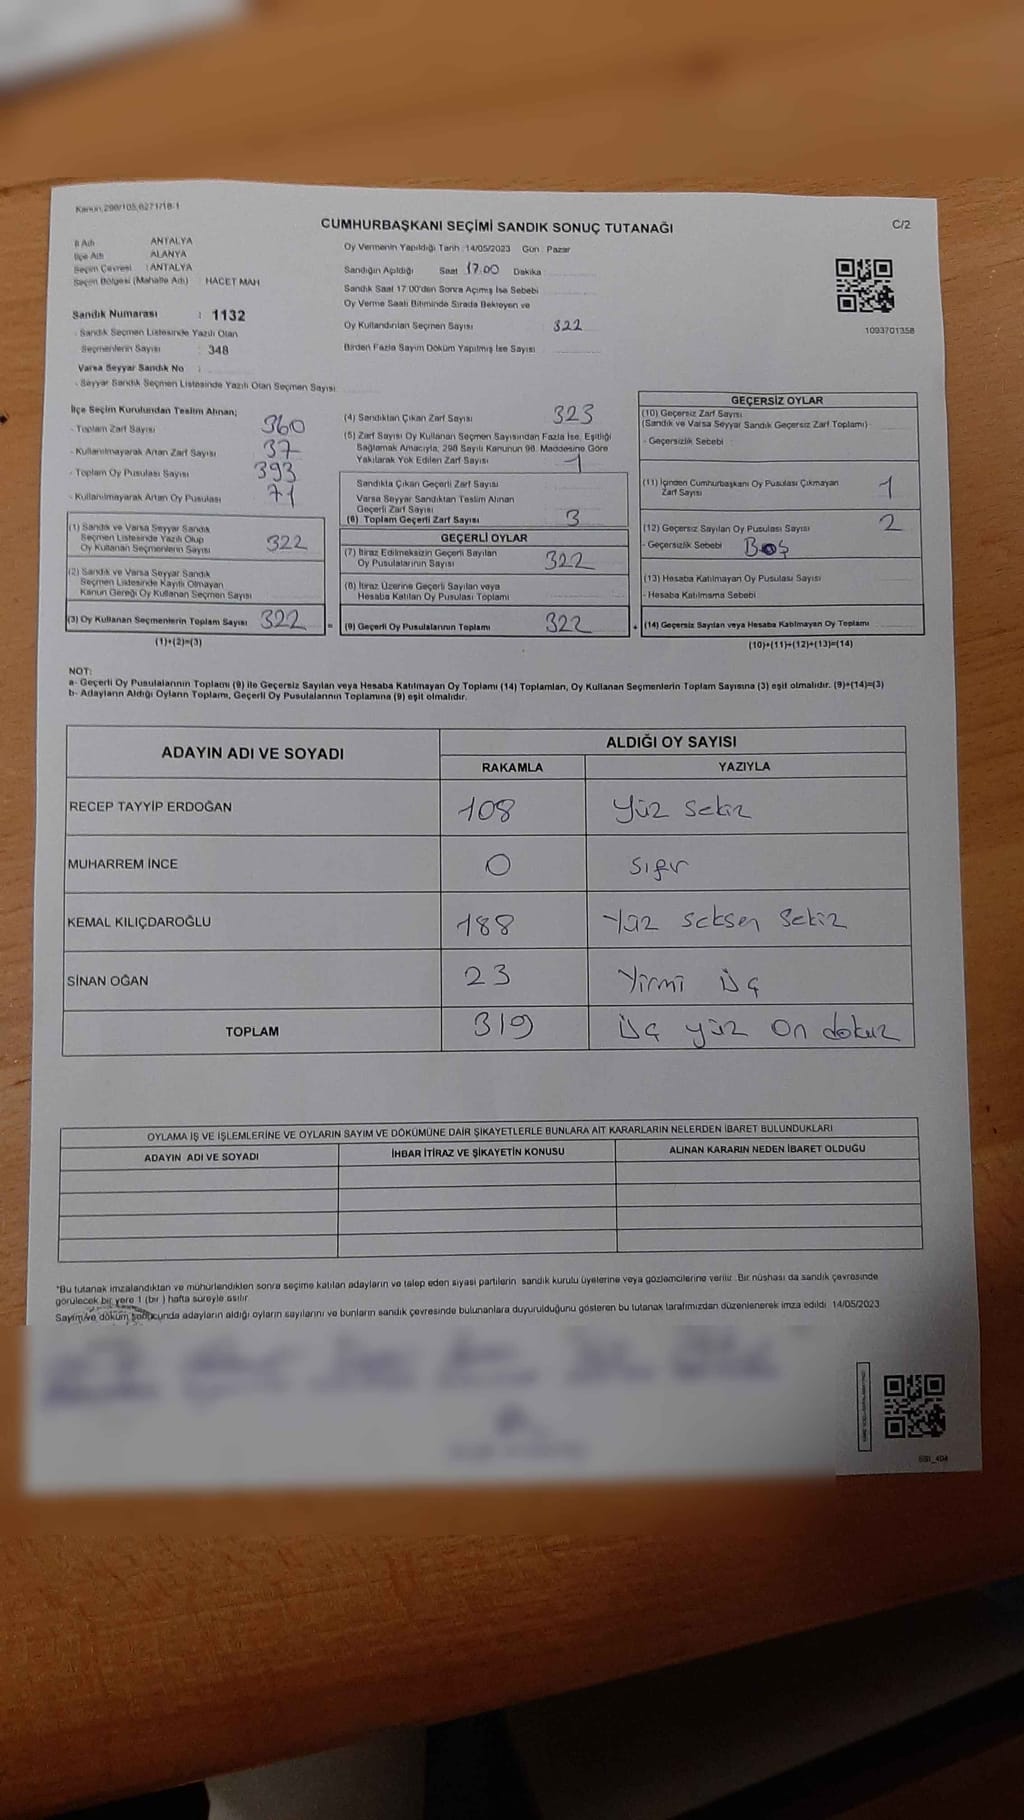 Kanun,298/105,6271/18-1
CUMHURBAŞKANI SEÇİMİ SANDIK SONUÇ TUTANAĞI
C/2
İl Adı ANTALYA
İlçe Adı ALANYA
Seçim Çevresi : ANTALYA
Seçim Bölgesi (Mahalle Adı) HACET MAH
Sandık Numarası : 1132
- Sandık Seçmen Listesinde Yazılı Olan
Seçmenlerin Sayısı : 348
Varsa Seyyar Sandık No :
- Seyyar Sandık Seçmen Listesinde Yazılı Olan Seçmen Sayısı
Oy Vermenin Yapıldığı Tarih :14/05/2023 Gün : Pazar
Sandığın Açıldığı Saat 17:00 Dakika
Sandık Saat 17:00'den Sonra Açımış İse Sebebi
Oy Verme Saati Bitiminde Sırada Bekleyen ve
Oy Kullandırılan Seçmen Sayısı 322
Birden Fazla Sayım Döküm Yapılmış İse Sayısı
1093701358
İlçe Seçim Kurulundan Teslim Alınan;
- Toplam Zarf Sayısı 360
- Kullanılmayarak Artan Zarf Sayısı 37
- Toplam Oy Pusulası Sayısı 393
- Kullanılmayarak Artan Oy Pusulası 71
(1) Sandık ve Varsa Seyyar Sandık
Seçmen Listesinde Yazılı Olup
Oy Kullanan Seçmenlerin Sayısı 322
(2) Sandık ve Varsa Seyyar Sandık
Seçmen Listesinde Kayıtlı Olmayan
Kanun Gereği Oy Kullanan Seçmen Sayısı
(3) Oy Kullanan Seçmenlerin Toplam Sayısı 322
(1)+(2)=(3)
(4) Sandıktan Çıkan Zarf Sayısı 323
(5) Zarf Sayısı Oy Kullanan Seçmen Sayısından Fazla İse, Eşitliği
Sağlamak Amacıyla, 298 Sayılı Kanunun 98. Maddesine Göre
Yakılarak Yok Edilen Zarf Sayısı 1
Sandıkta Çıkan Geçerli Zarf Sayısı
Varsa Seyyar Sandıktan Teslim Alınan
Geçerli Zarf Sayısı
(6) Toplam Geçerli Zarf Sayısı 3
GEÇERLİ OYLAR
(7) İtiraz Edilmeksizin Geçerli Sayılan
Oy Pusulalarının Sayısı 322
(8) İtiraz Üzerine Geçerli Sayılan veya
Hesaba Katılan Oy Pusulası Toplamı
= (9) Geçerli Oy Pusulalarının Toplamı 322
GEÇERSİZ OYLAR
(10) Geçersiz Zarf Sayısı
(Sandık ve Varsa Seyyar Sandık Geçersiz Zarf Toplamı)
- Geçersizlik Sebebi :
(11) İçinden Cumhurbaşkanı Oy Pusulası Çıkmayan
Zarf Sayısı 1
(12) Geçersiz Sayılan Oy Pusulası Sayısı 2
- Geçersizlik Sebebi Boş
(13) Hesaba Katılmayan Oy Pusulası Sayısı
- Hesaba Katılmama Sebebi
+ (14) Geçersiz Sayılan veya Hesaba Katılmayan Oy Toplamı
(10)+(11)+(12)+(13)=(14)
NOT:
a- Geçerli Oy Pusulalarının Toplamı (9) ile Geçersiz Sayılan veya Hesaba Katılmayan Oy Toplamı (14) Toplamları, Oy Kullanan Seçmenlerin Toplam Sayısına (3) eşit olmalıdır. (9)+(14)=(3)
b- Adayların Aldığı Oyların Toplamı, Geçerli Oy Pusulalarının Toplamına (9) eşit olmalıdır.
ADAYIN ADI VE SOYADI
ALDIĞI OY SAYISI
RAKAMLA YAZIYLA
RECEP TAYYİP ERDOĞAN 108 Yüz sekiz
MUHARREM İNCE 0 Sıfır
KEMAL KILIÇDAROĞLU 188 Yüz seksen sekiz
SİNAN OĞAN 23 Yirmi üç
TOPLAM 319 üç yüz on dokuz
OYLAMA İŞ VE İŞLEMLERİNE VE OYLARIN SAYIM VE DÖKÜMÜNE DAİR ŞİKAYETLERLE BUNLARA AİT KARARLARIN NELERDEN İBARET BULUNDUKLARI
ADAYIN ADI VE SOYADI İHBAR İTİRAZ VE ŞİKAYETİN KONUSU ALINAN KARARIN NEDEN İBARET OLDUĞU
*Bu tutanak imzalandıktan ve mühürlendikten sonra seçime katılan adayların ve talep eden siyasi partilerin sandık kurulu üyelerine veya gözlemcilerine verilir. Bir nüshası da sandık çevresinde
görülecek bir yere 1 (bir ) hafta süreyle asılır.
Sayım ve döküm sonucunda adayların aldığı oyların sayılarını ve bunların sandık çevresinde bulunanlara duyurulduğunu gösteren bu tutanak tarafımızdan düzenlenerek imza edildi. 14/05/2023